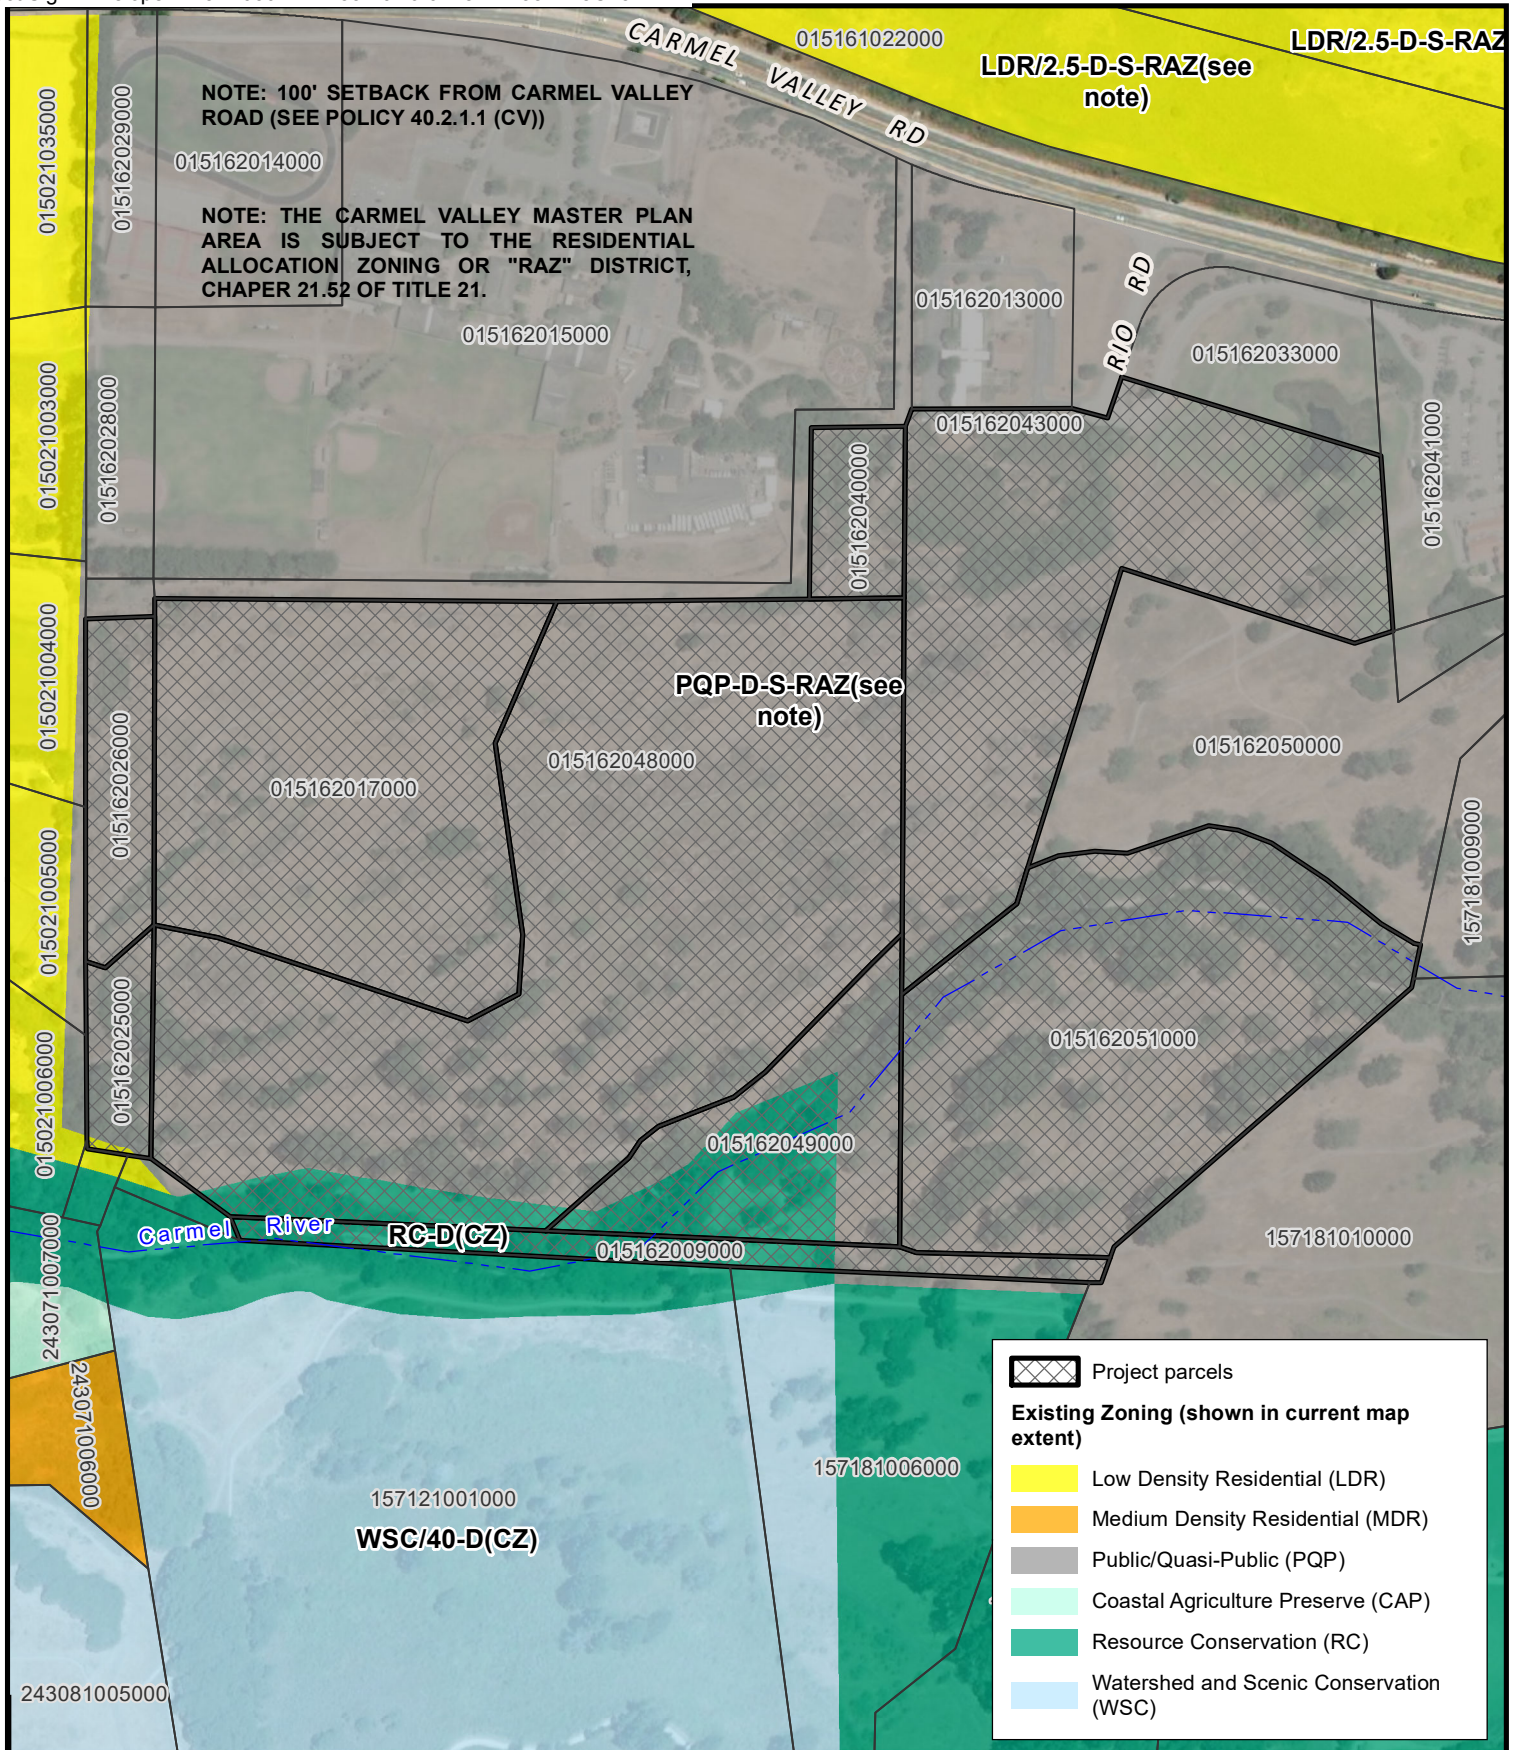 CARMEL VALLEY RD
015161022000
LDR/2.5-D-S-RAZ
LDR/2.5-D-S-RAZ(see
note)
NOTE: 100' SETBACK FROM CARMEL VALLEY
ROAD (SEE POLICY 40.2.1.1 (CV))
015021035000
015162029000
015162014000
NOTE: THE CARMEL VALLEY MASTER PLAN
AREA IS SUBJECT TO THE RESIDENTIAL
ALLOCATION ZONING OR "RAZ" DISTRICT,
CHAPER 21.52 OF TITLE 21.
015162015000
015162013000
RIO RD
015162033000
015021003000
015162028000
015162043000
015162040000
015162041000
015021004000
015162026000
PQP-D-S-RAZ(see
note)
015162048000
015162017000
015162050000
015021005000
157181009000
015162025000
015021006000
015162051000
015162049000
Carmel River
RC-D(CZ)
015162009000
157181010000
243071007000
243071006000
157121001000
WSC/40-D(CZ)
157181006000
243081005000
Project parcels
Existing Zoning (shown in current map
extent)
Low Density Residential (LDR)
Medium Density Residential (MDR)
Public/Quasi-Public (PQP)
Coastal Agriculture Preserve (CAP)
Resource Conservation (RC)
Watershed and Scenic Conservation
(WSC)